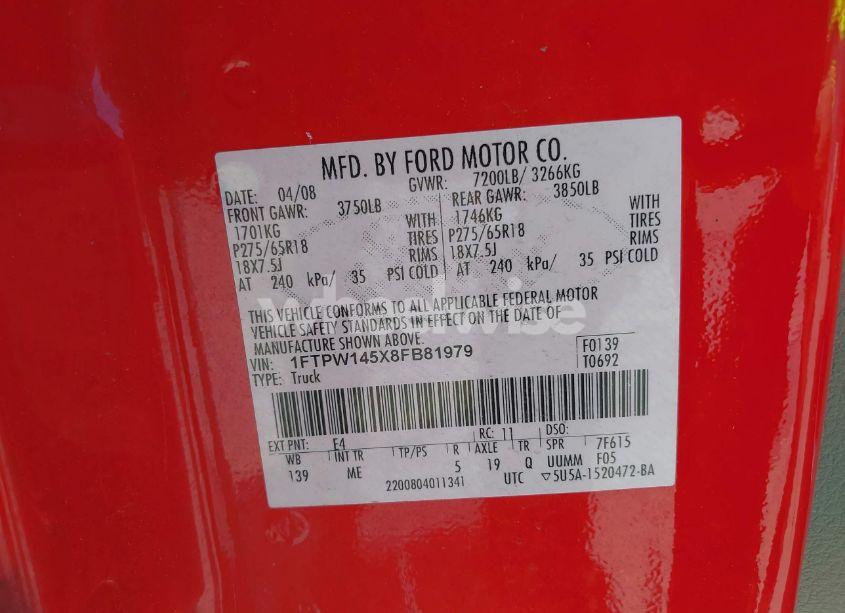 MFD. BY FORD MOTOR CO.
DATE: 04/08 GVWR: 7200LB/ 3266KG
FRONT GAWR: 3750LB REAR GAWR: 3850LB
1701KG WITH 1746KG WITH
P275/65R18 TIRES P275/65R18 TIRES
18X7.5J RIMS 18X7.5J RIMS
AT 240 kPa/ 35 PSI COLD AT 240 kPa/ 35 PSI COLD
THIS VEHICLE CONFORMS TO ALL APPLICABLE FEDERAL MOTOR
VEHICLE SAFETY STANDARDS IN EFFECT ON THE DATE OF
MANUFACTURE SHOWN ABOVE.
VIN: 1FTPW145X8FB81979 F0139
TYPE: Truck T0692
EXT PNT: E4 RC: 11 DSO:
WB INT TR TP/PS R AXLE TR SPR 7F615
139 ME 5 19 Q UUMM F05
2200804011341 UTC ▽5U5A-1520472-BA